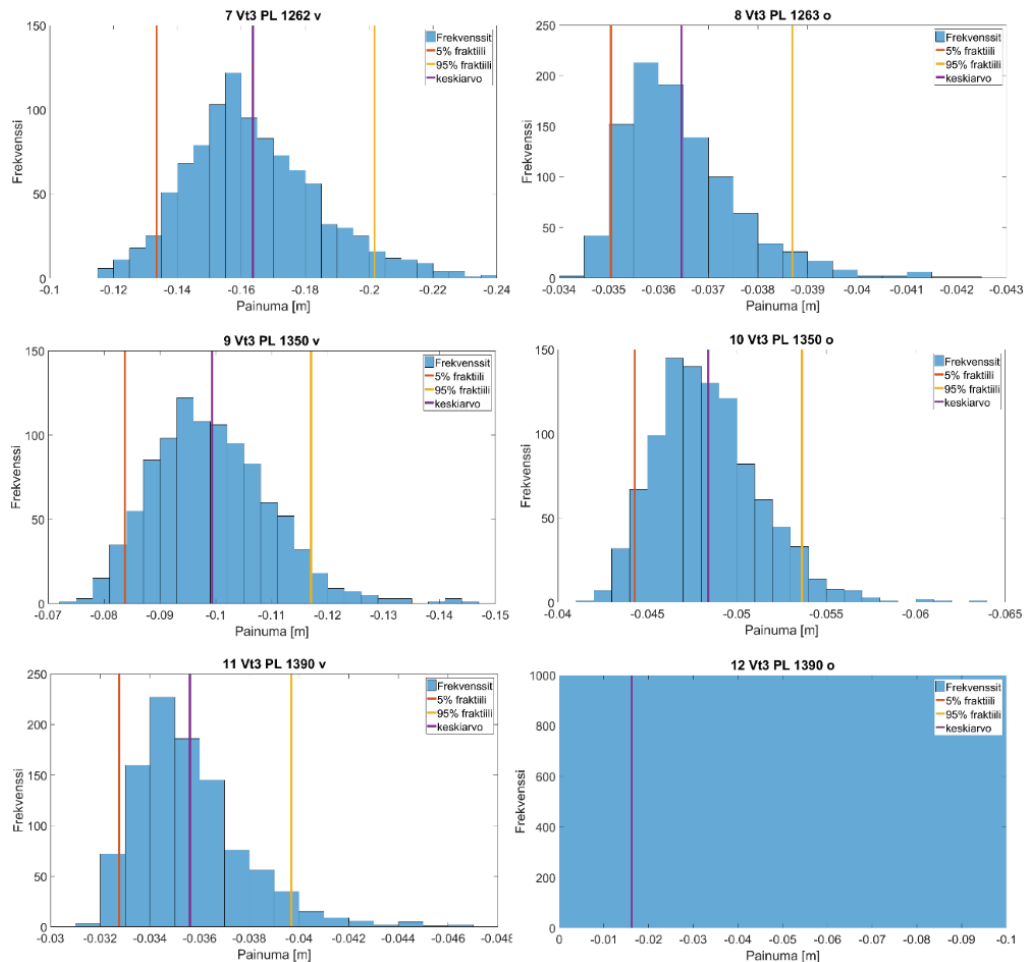 7 Vt3 PL 1262 v
150
100
50
0
Frekvenssi
Frekvenssit
5% fraktiili
95% fraktiili
keskiarvo
-0.1 -0.12 -0.14 -0.16 -0.18 -0.2 -0.22 -0.24
Painuma [m]
8 Vt3 PL 1263 o
250
200
150
100
50
0
Frekvenssi
Frekvenssit
5% fraktiili
95% fraktiili
keskiarvo
-0.034 -0.035 -0.036 -0.037 -0.038 -0.039 -0.04 -0.041 -0.042 -0.043
Painuma [m]
9 Vt3 PL 1350 v
150
100
50
0
Frekvenssi
Frekvenssit
5% fraktiili
95% fraktiili
keskiarvo
-0.07 -0.08 -0.09 -0.1 -0.11 -0.12 -0.13 -0.14 -0.15
Painuma [m]
10 Vt3 PL 1350 o
150
100
50
0
Frekvenssi
Frekvenssit
5% fraktiili
95% fraktiili
keskiarvo
-0.04 -0.045 -0.05 -0.055 -0.06 -0.065
Painuma [m]
11 Vt3 PL 1390 v
250
200
150
100
50
0
Frekvenssi
Frekvenssit
5% fraktiili
95% fraktiili
keskiarvo
-0.03 -0.032 -0.034 -0.036 -0.038 -0.04 -0.042 -0.044 -0.046 -0.048
Painuma [m]
12 Vt3 PL 1390 o
1000
800
600
400
200
0
Frekvenssi
Frekvenssit
5% fraktiili
95% fraktiili
keskiarvo
0 -0.01 -0.02 -0.03 -0.04 -0.05 -0.06 -0.07 -0.08 -0.09 -0.1
Painuma [m]